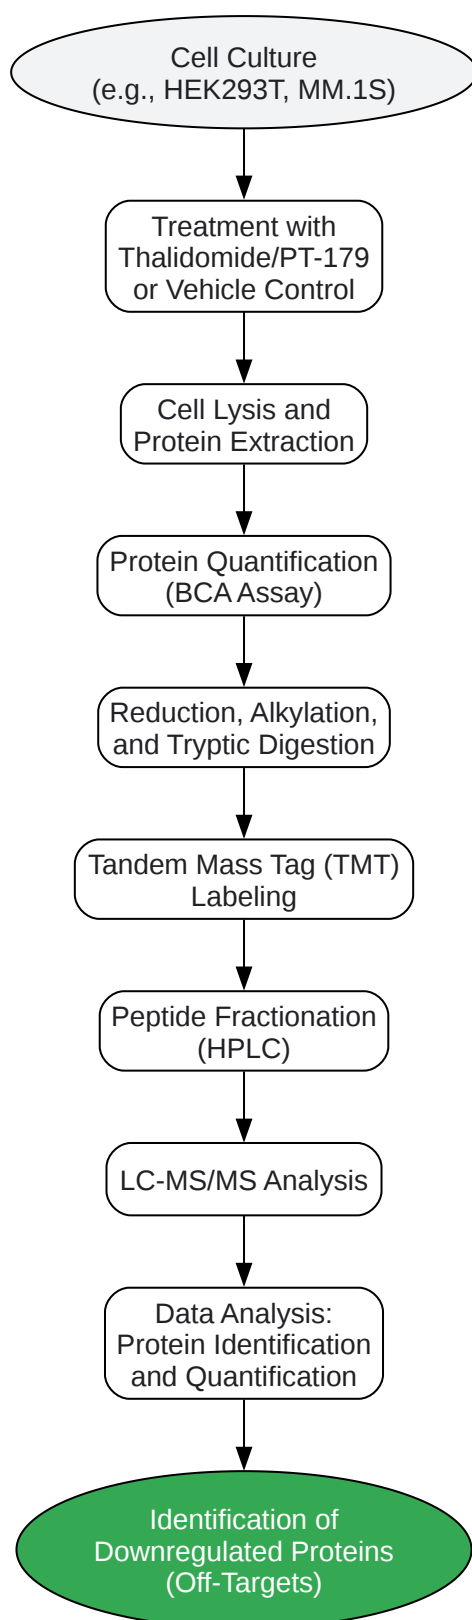 Cell Culture
(e.g., HEK293T, MM.1S)
Treatment with
Thalidomide/PT-179
or Vehicle Control
Cell Lysis and
Protein Extraction
Protein Quantification
(BCA Assay)
Reduction, Alkylation,
and Tryptic Digestion
Tandem Mass Tag (TMT)
Labeling
Peptide Fractionation
(HPLC)
LC-MS/MS Analysis
Data Analysis:
Protein Identification
and Quantification
Identification of
Downregulated Proteins
(Off-Targets)